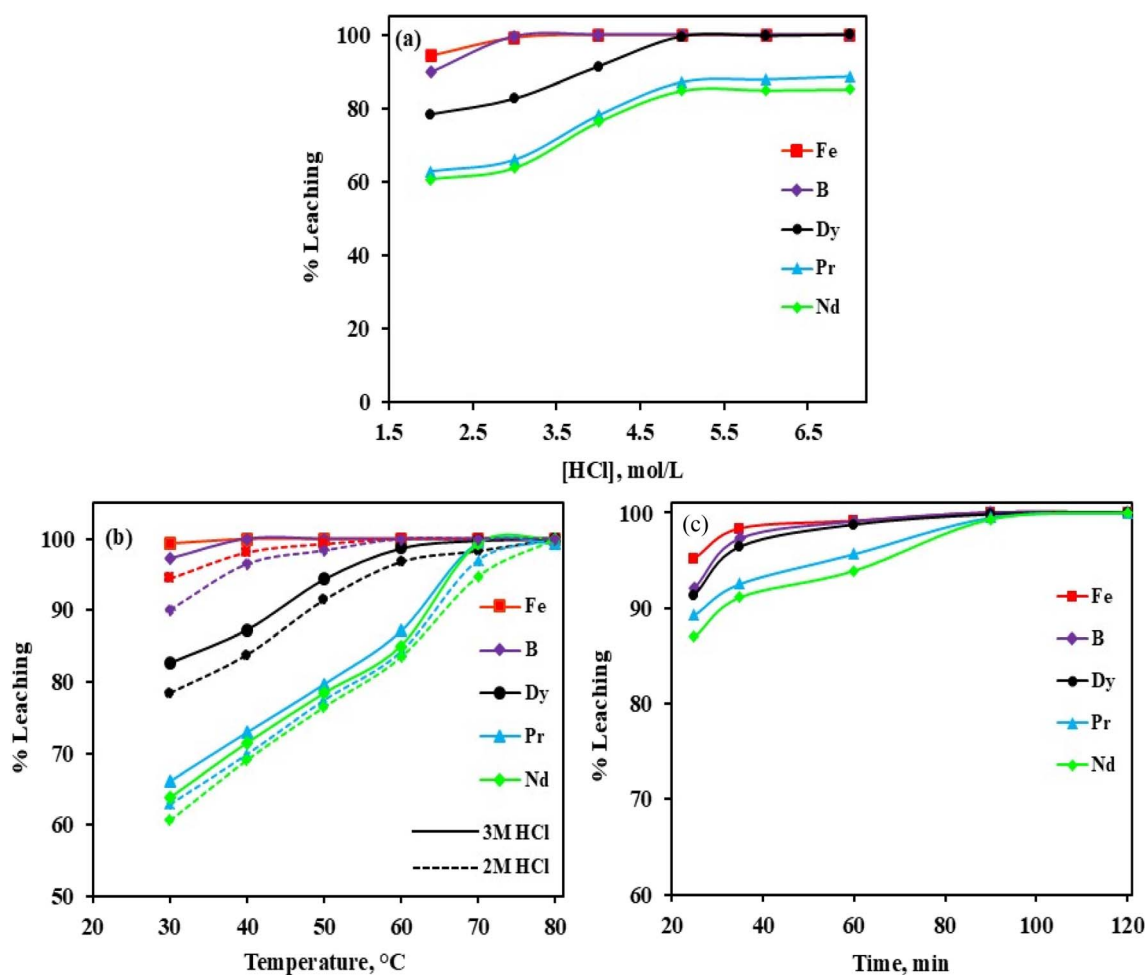 (a)
% Leaching
100
80
60
40
20
0
1.5 2.5 3.5 4.5 5.5 6.5
[HCl], mol/L
Fe
B
Dy
Pr
Nd
(b)
% Leaching
100
90
80
70
60
50
20 30 40 50 60 70 80
Temperature, °C
Fe
B
Dy
Pr
Nd
3M HCl
2M HCl
(c)
% Leaching
100
90
80
70
60
20 40 60 80 100 120
Time, min
Fe
B
Dy
Pr
Nd